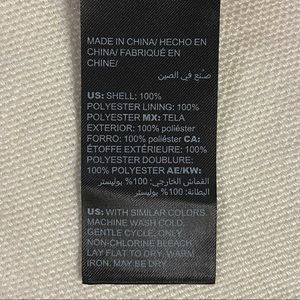 MADE IN CHINA/ HECHO EN
CHINA/ FABRIQUÉ EN
CHINE/
صُنع في الصين
US: SHELL: 100%
POLYESTER LINING: 100%
POLYESTER MX: TELA
EXTERIOR: 100% poliéster
FORRO: 100% poliéster CA:
ÉTOFFE EXTÉRIEURE: 100%
POLYESTER DOUBLURE:
100% POLYESTER AE/KW:
القماش الخارجي: 100% بوليستر
البطانة: 100% بوليستر
US: WITH SIMILAR COLORS.
MACHINE WASH COLD,
GENTLE CYCLE, ONLY
NON-CHLORINE BLEACH,
LAY FLAT TO DRY, WARM
IRON, MAY BE DRY